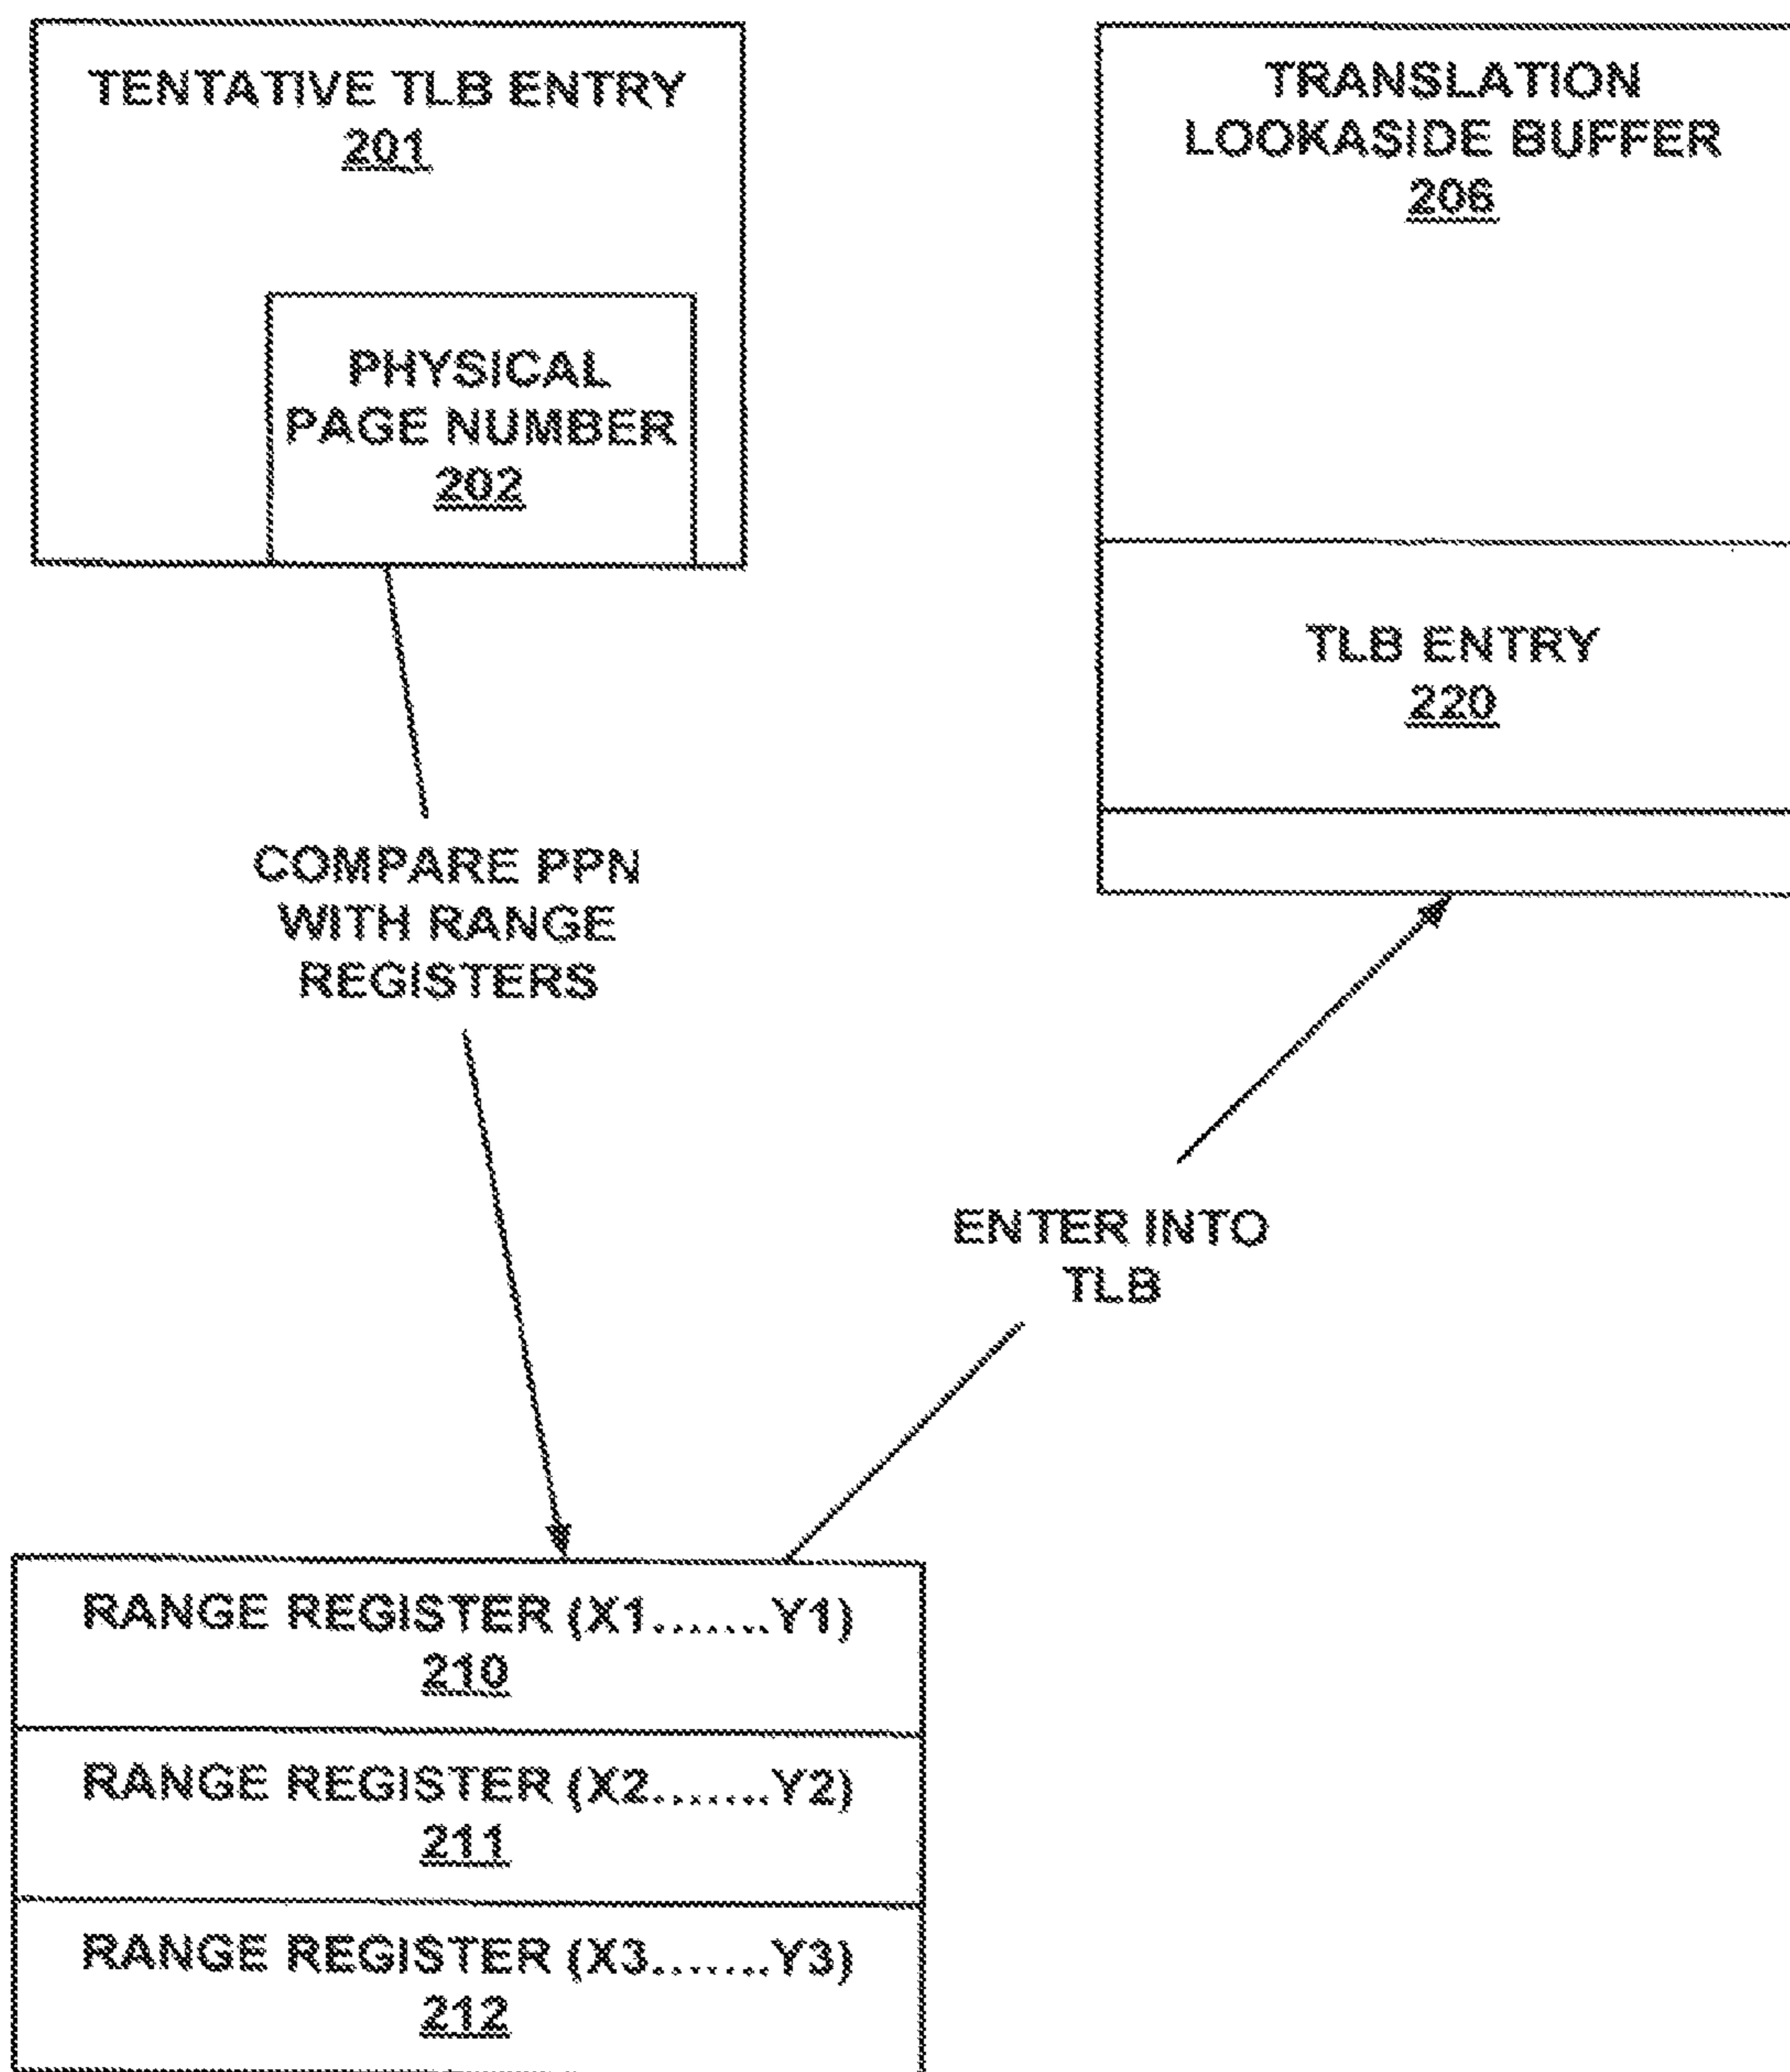 TENTATIVE TLB ENTRY
201
PHYSICAL
PAGE NUMBER
202
TRANSLATION
LOOKASIDE BUFFER
206
TLB ENTRY
220
COMPARE PPN
WITH RANGE
REGISTERS
ENTER INTO
TLB
RANGE REGISTER (X1.......Y1)
210
RANGE REGISTER (X2.......Y2)
211
RANGE REGISTER (X3.......Y3)
212